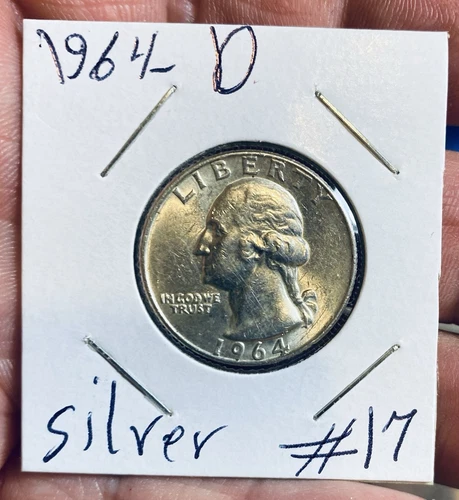 1964-D
LIBERTY
IN GOD WE
TRUST
1964
silver #17